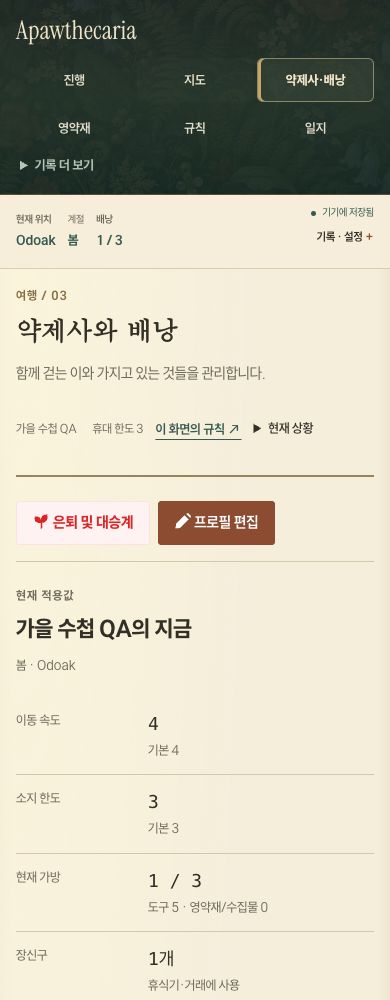 Apawthecaria
진행 지도 약제사·배낭
영약재 규칙 일지
▶ 기록 더 보기
현재 위치 계절 배낭
Odoak 봄 1 / 3
● 기기에 저장됨
기록 · 설정 +
여행 / 03
약제사와 배낭
함께 걷는 이와 가지고 있는 것들을 관리합니다.
가을 수첩 QA 휴대 한도 3 이 화면의 규칙 ↗ ▶ 현재 상황
은퇴 및 대승계 프로필 편집
현재 적용값
가을 수첩 QA의 지금
봄 · Odoak
이동 속도 4
기본 4
소지 한도 3
기본 3
현재 가방 1 / 3
도구 5 · 영약재/수집물 0
장신구 1개
휴식기·거래에 사용